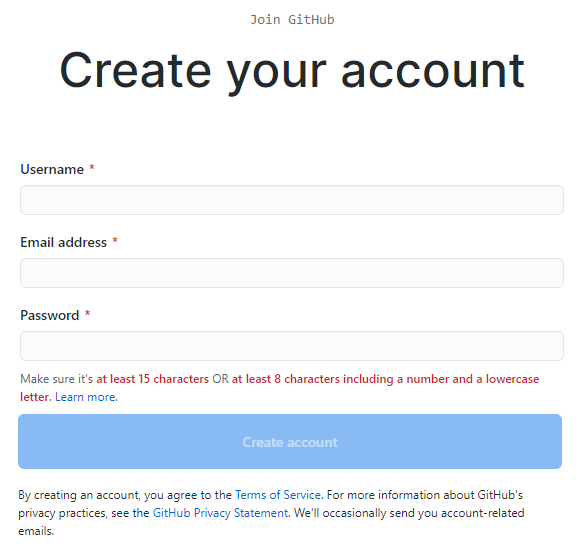 Join GitHub
Create your account
Username *
Email address *
Password *
Make sure it's at least 15 characters OR at least 8 characters including a number and a lowercase
letter. Learn more.
Create account
By creating an account, you agree to the Terms of Service. For more information about GitHub's
privacy practices, see the GitHub Privacy Statement. We'll occasionally send you account-related
emails.